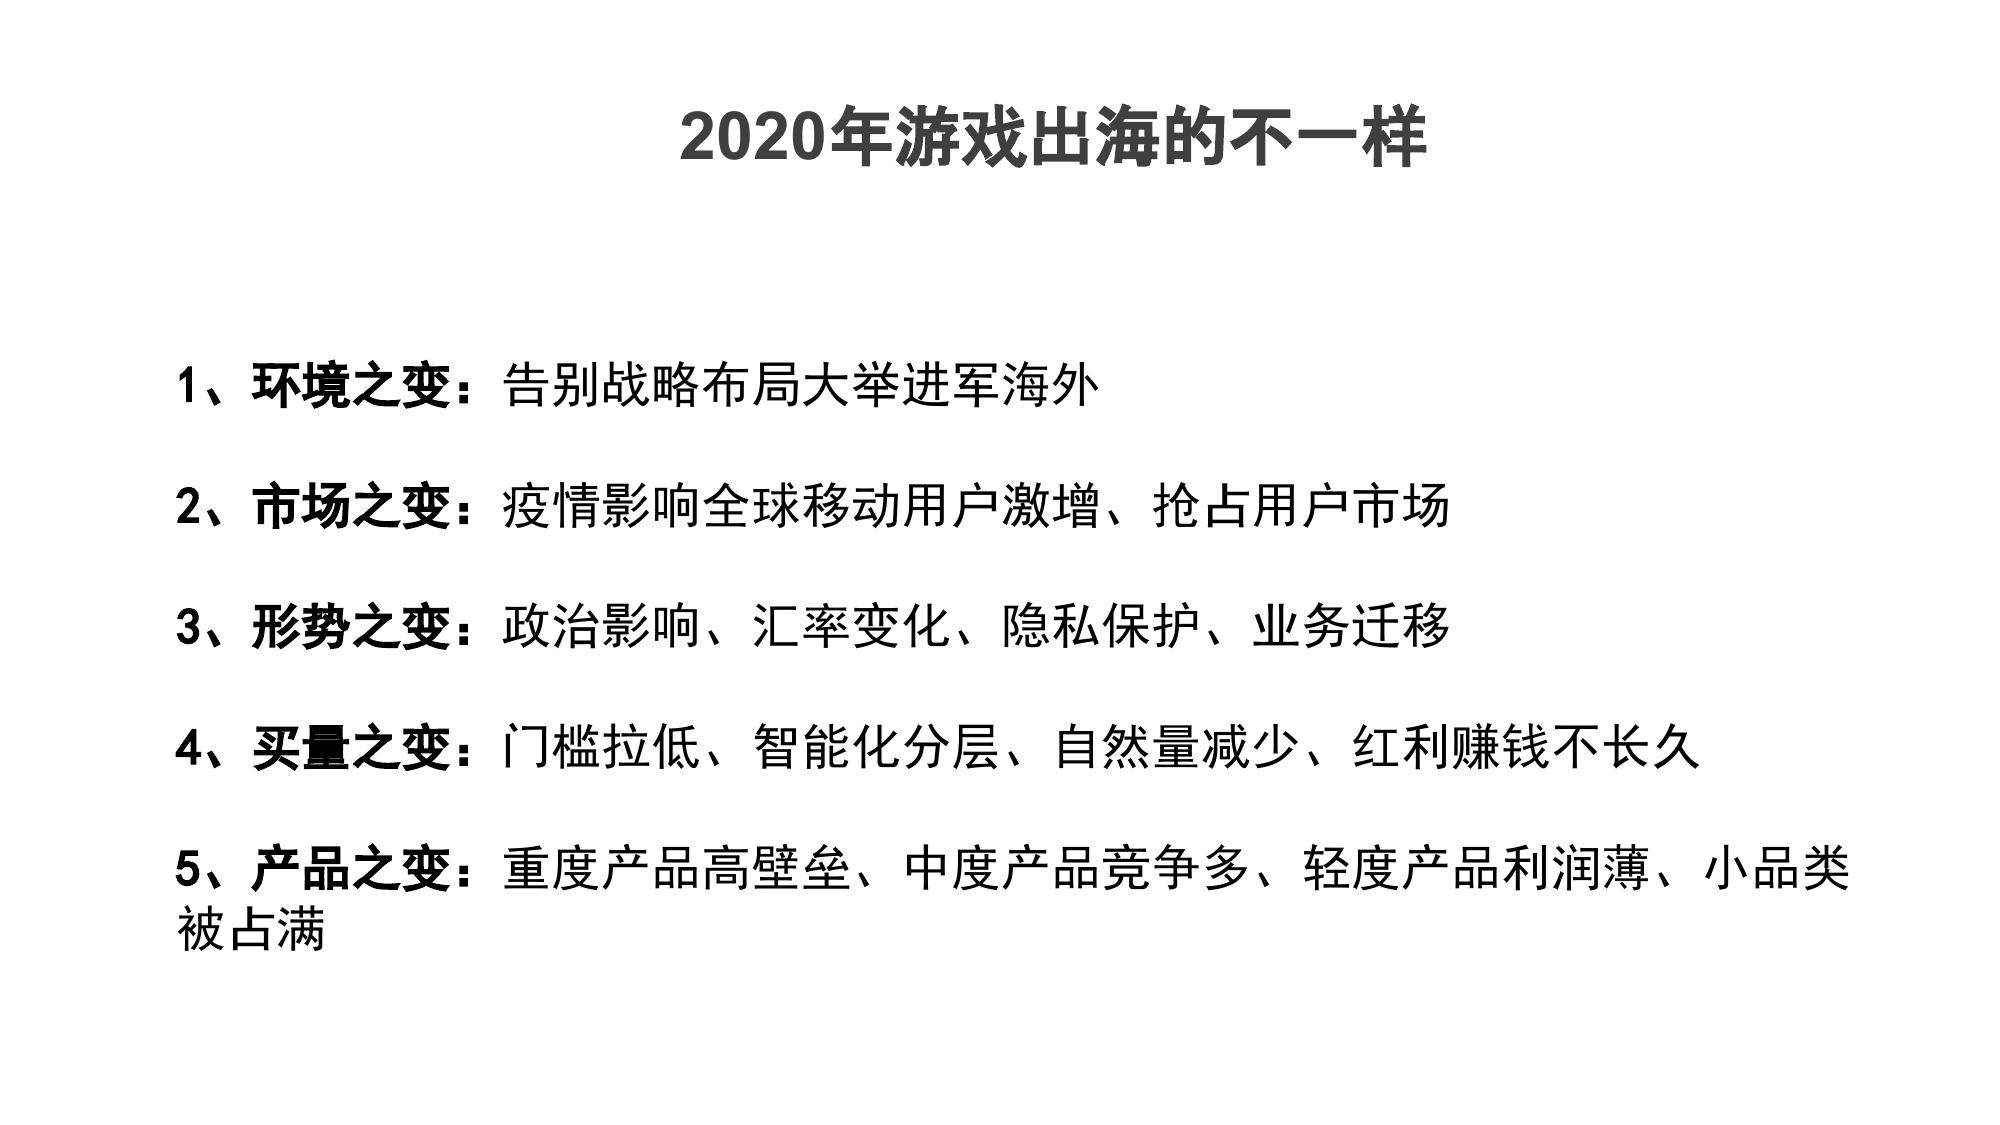 2020年游戏出海的不一样
1、环境之变：告别战略布局大举进军海外
2、市场之变：疫情影响全球移动用户激增、抢占用户市场
3、形势之变：政治影响、汇率变化、隐私保护、业务迁移
4、买量之变：门槛拉低、智能化分层、自然量减少、红利赚钱不长久
5、产品之变：重度产品高壁垒、中度产品竞争多、轻度产品利润薄、小品类
被占满